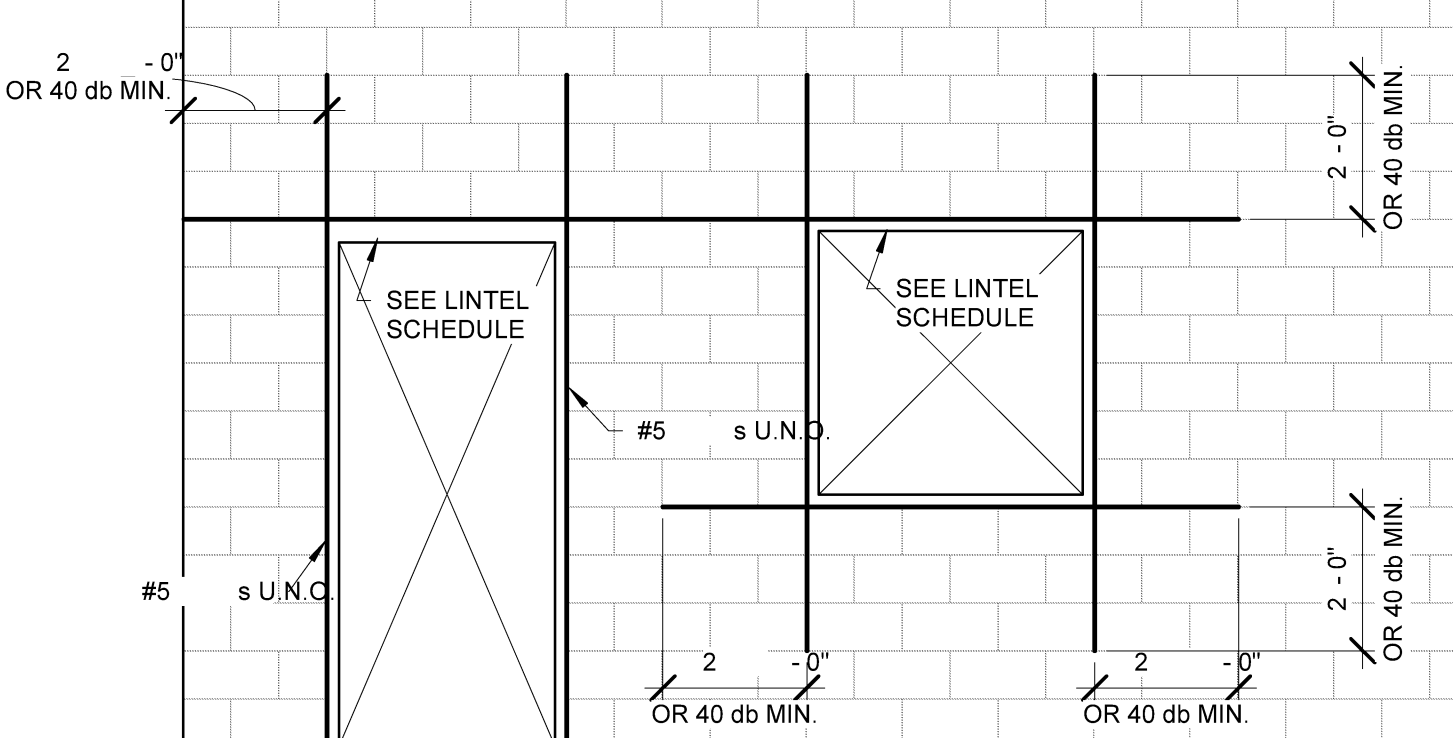 2 - 0"
OR 40 db MIN.
SEE LINTEL
SCHEDULE
SEE LINTEL
SCHEDULE
2 - 0"
OR 40 db MIN.
#5 s U.N.O.
#5 s U.N.O.
2 - 0"
OR 40 db MIN.
2 - 0"
OR 40 db MIN.
2 - 0"
OR 40 db MIN.